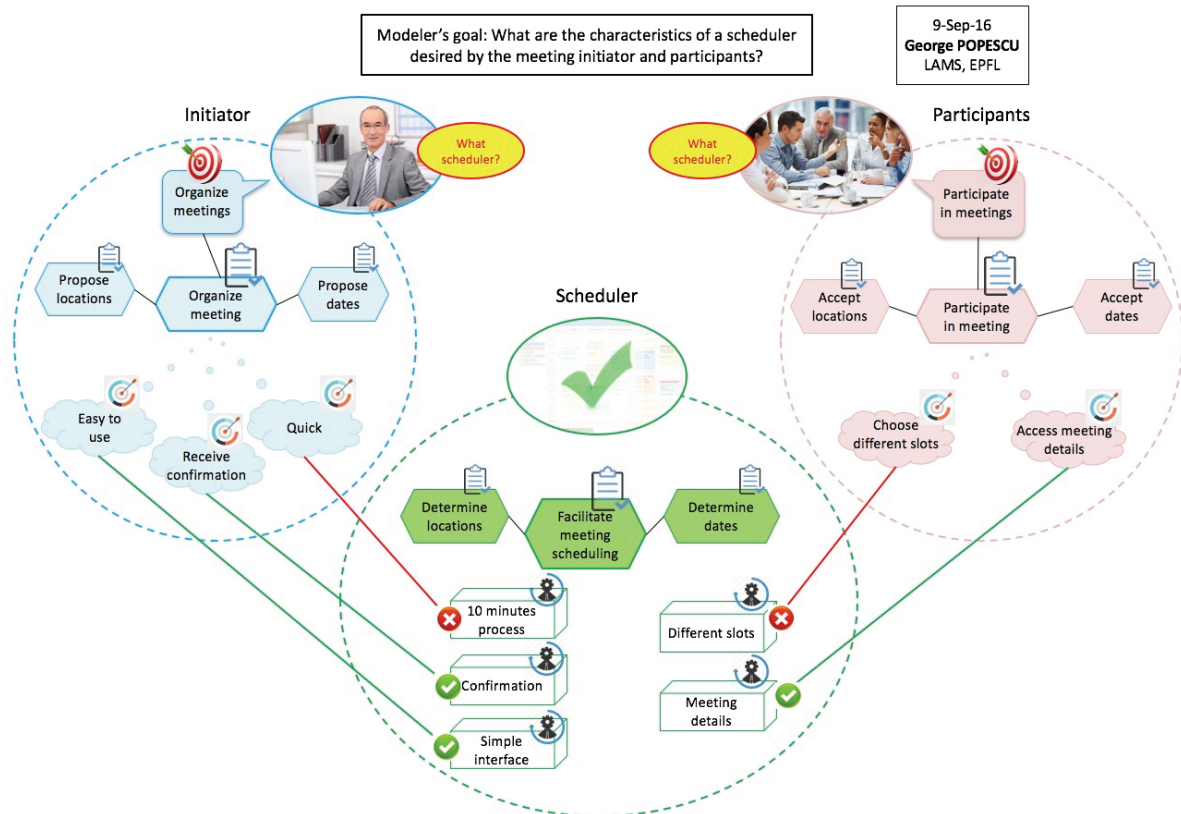 Modeler's goal: What are the characteristics of a scheduler
desired by the meeting initiator and participants?
9-Sep-16
George POPESCU
LAMS, EPFL
Initiator
What
scheduler?
Organize
meetings
Propose
locations
Organize
meeting
Propose
dates
Easy to
use
Receive
confirmation
Quick
Participants
What
scheduler?
Participate
in meetings
Accept
locations
Participate
in meeting
Accept
dates
Choose
different slots
Access meeting
details
Scheduler
Determine
locations
Facilitate
meeting
scheduling
Determine
dates
10 minutes
process
Confirmation
Simple
interface
Different slots
Meeting
details